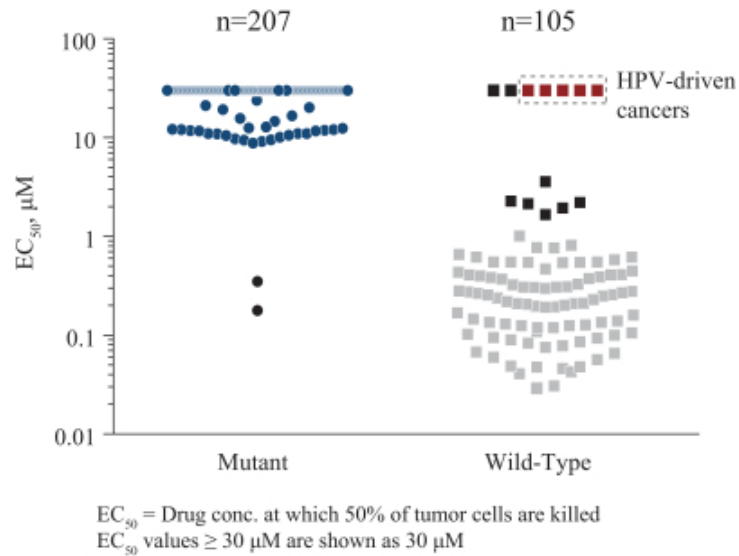 n=207
n=105
100
10
1
0.1
0.01
EC50, μM
HPV-driven
cancers
Mutant
Wild-Type
EC50 = Drug conc. at which 50% of tumor cells are killed
EC50 values ≥ 30 μM are shown as 30 μM